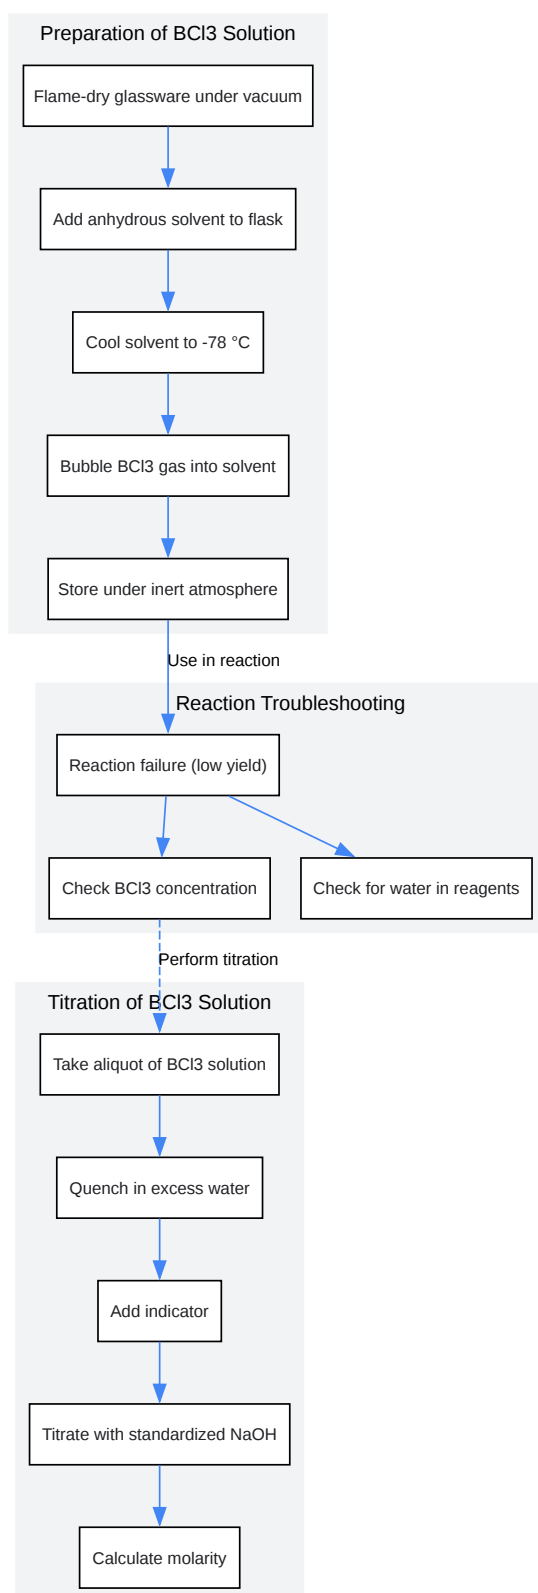 Preparation of BCl3 Solution
Flame-dry glassware under vacuum
Add anhydrous solvent to flask
Cool solvent to -78 °C
Bubble BCl3 gas into solvent
Store under inert atmosphere
Use in reaction
Reaction Troubleshooting
Reaction failure (low yield)
Check BCl3 concentration
Check for water in reagents
Perform titration
Titration of BCl3 Solution
Take aliquot of BCl3 solution
Quench in excess water
Add indicator
Titrate with standardized NaOH
Calculate molarity